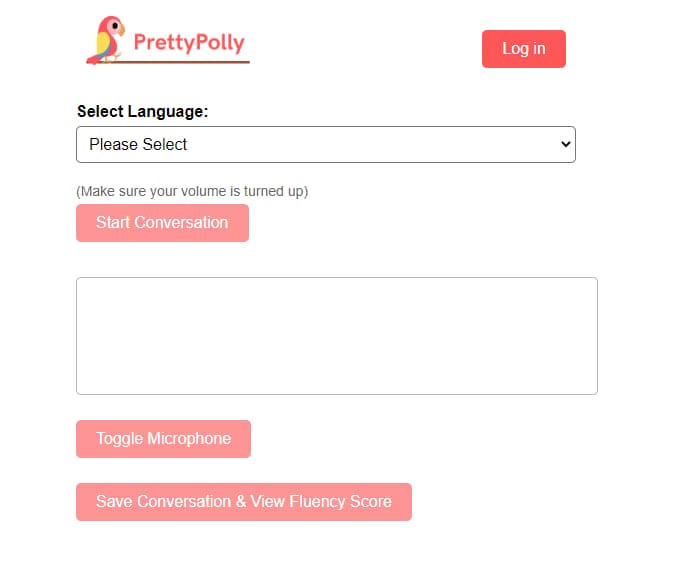 PrettyPolly
Log in
Select Language:
Please Select
(Make sure your volume is turned up)
Start Conversation
Toggle Microphone
Save Conversation & View Fluency Score